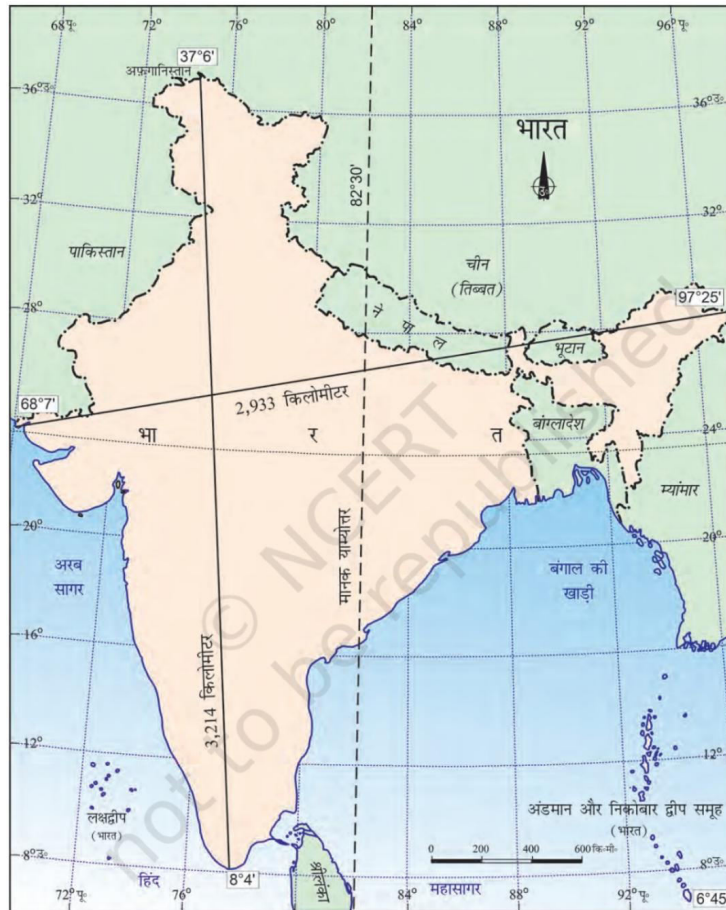 68°पू॰ 72° 76° 80° 84° 88° 92° 96°पू॰
37°6'
अफ़गानिस्तान
36°उ॰
36°उ॰
भारत
82°30'
उ॰
32°
32°
पाकिस्तान
चीन
(तिब्बत)
28°
97°25'
नेपाल
भूटान
68°7'
2,933 किलोमीटर
भा र त
बांग्लादेश
24°
म्यांमार
20°
20°
अरब
सागर
मानक याम्योत्तर
बंगाल की
खाड़ी
© NCERT
not to be republished
16°
16°
3,214 किलोमीटर
12°
12°
लक्षद्वीप
(भारत)
अंडमान और निकोबार द्वीप समूह
(भारत)
0 200 400 600 कि॰मी॰
8°उ॰
8°उ॰
श्रीलंका
हिंद
8°4'
महासागर
72°पू॰ 76° 80° 84° 88° 92°पू॰
6°45'